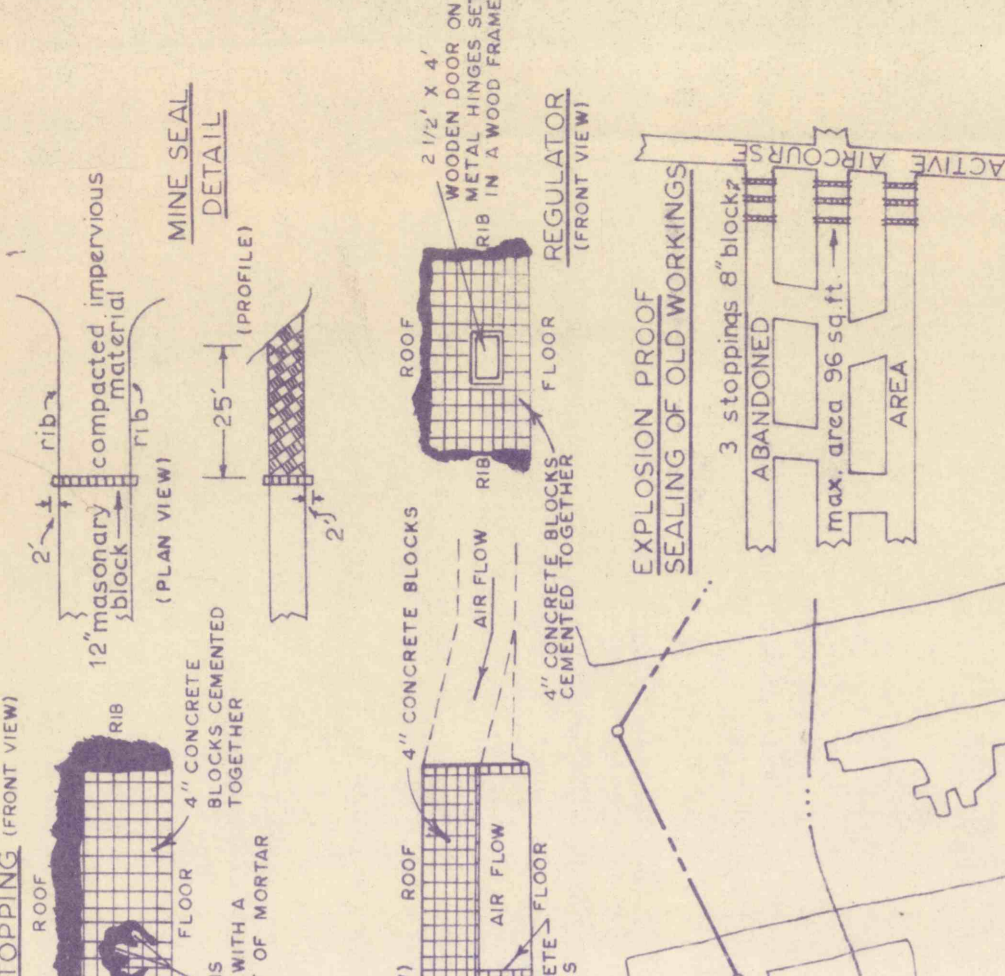 TOPPING (FRONT VIEW)
ROOF
RIB
4" CONCRETE
BLOCKS CEMENTED
TOGETHER
FLOOR
WITH A
OF MORTAR
2'
rib
12" masonary
block
compacted impervious
material
rib
(PLAN VIEW)
MINE SEAL
DETAIL
(PROFILE)
25'
2'
ROOF
4" CONCRETE BLOCKS
AIR FLOW
AIR FLOW
FLOOR
2 1/2' X 4'
WOODEN DOOR ON
METAL HINGES SET
IN A WOOD FRAME
ROOF
RIB
RIB
FLOOR
4" CONCRETE BLOCKS
CEMENTED TOGETHER
REGULATOR
(FRONT VIEW)
EXPLOSION PROOF
SEALING OF OLD WORKINGS
3 stoppings 8" block
ABANDONED
max. area 96 sq.ft.
AREA
ACTIVE AIRCOURSE